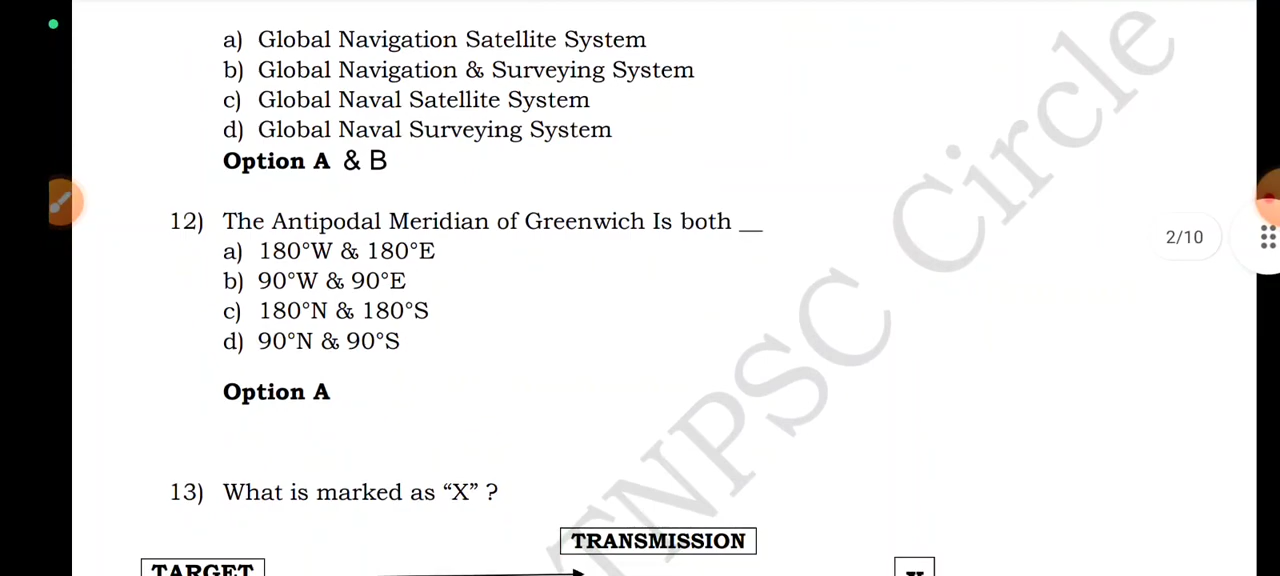 a) Global Navigation Satellite System
b) Global Navigation & Surveying System
c) Global Naval Satellite System
d) Global Naval Surveying System
Option A & B
12) The Antipodal Meridian of Greenwich Is both __
a) 180°W & 180°E
b) 90°W & 90°E
c) 180°N & 180°S
d) 90°N & 90°S
Option A
2/10
13) What is marked as “X” ?
TRANSMISSION
TARGET
TNPSC Circle